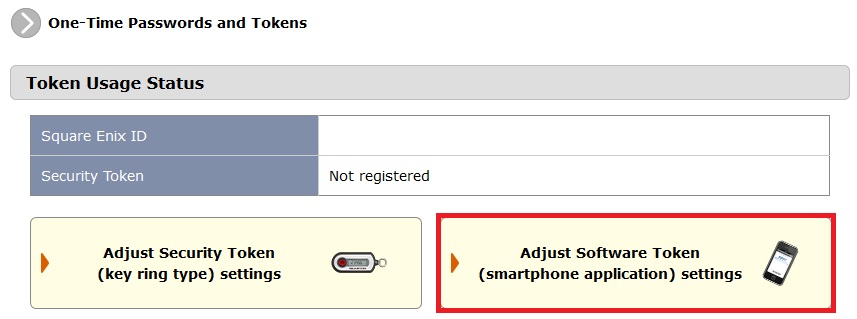 One-Time Passwords and Tokens
Token Usage Status
Square Enix ID
Security Token
Not registered
Adjust Security Token
(key ring type) settings
Adjust Software Token
(smartphone application) settings